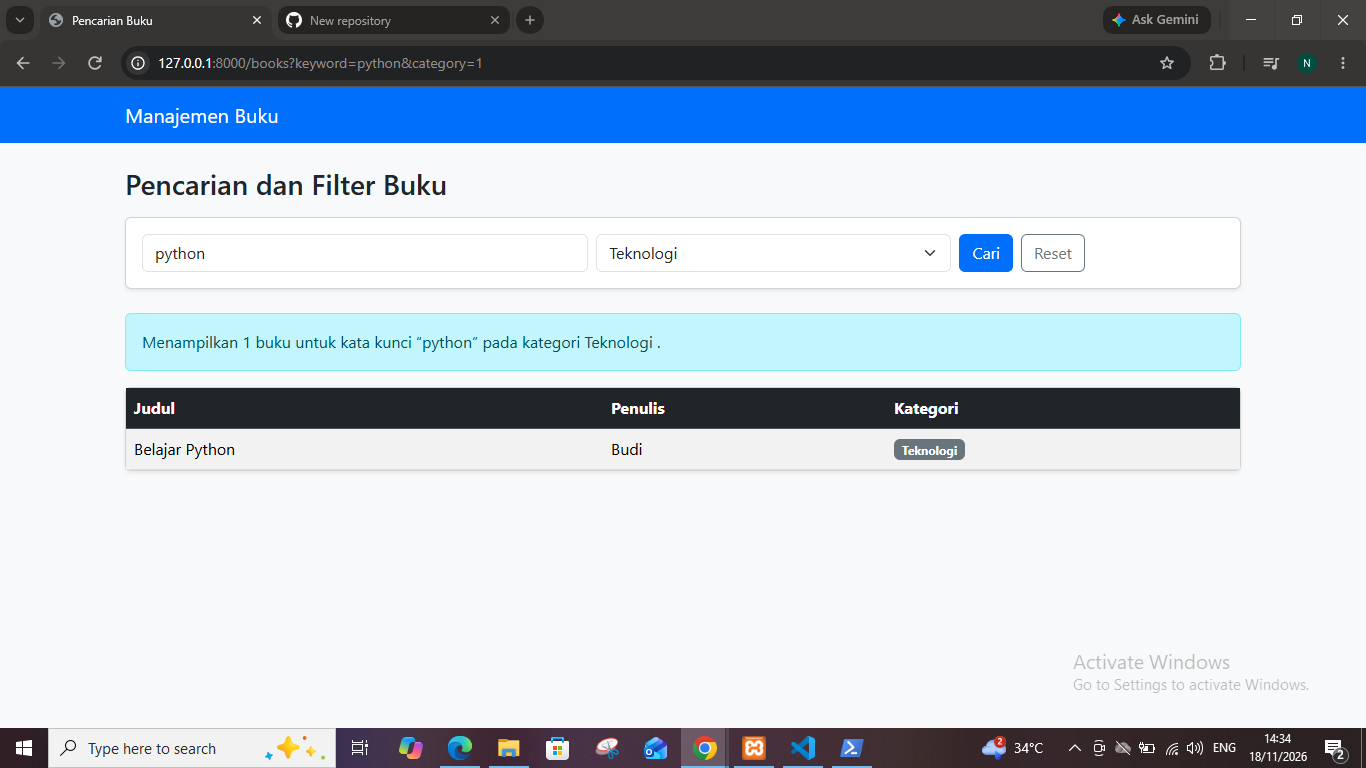 Pencarian Buku
New repository
Ask Gemini
127.0.0.1:8000/books?keyword=python&category=1
N
Manajemen Buku
Pencarian dan Filter Buku
python
Teknologi
Cari
Reset
Menampilkan 1 buku untuk kata kunci “python” pada kategori Teknologi .
Judul Penulis Kategori
Belajar Python Budi Teknologi
Activate Windows
Go to Settings to activate Windows.
Type here to search
2
34°C
ENG
14:34
18/11/2026
2